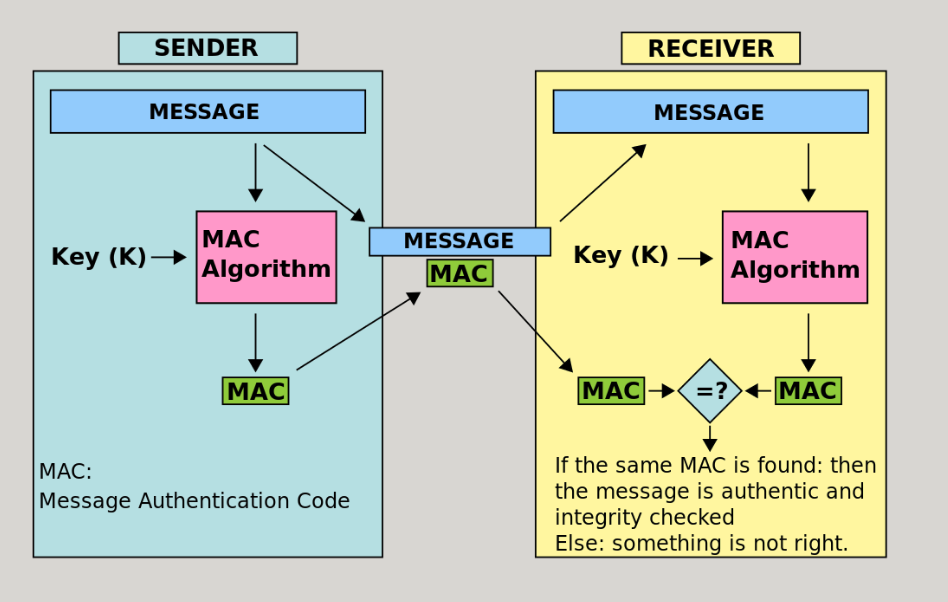 SENDER
MESSAGE
Key (K)
MAC
Algorithm
MAC
MAC:
Message Authentication Code
MESSAGE
MAC
RECEIVER
MESSAGE
Key (K)
MAC
Algorithm
MAC
=?
MAC
If the same MAC is found: then
the message is authentic and
integrity checked
Else: something is not right.